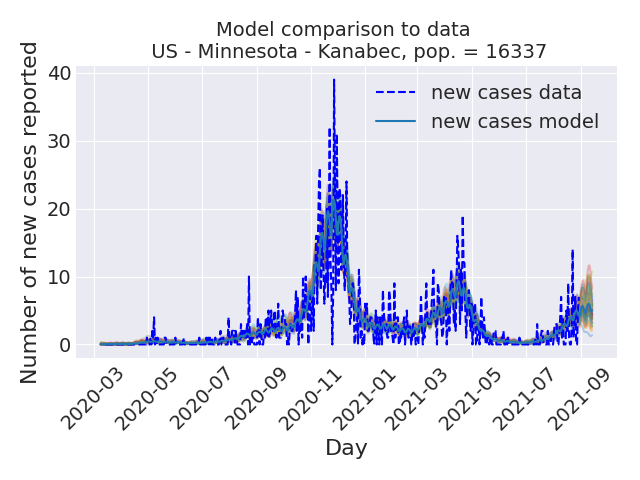 Model comparison to data
US - Minnesota - Kanabec, pop. = 16337
Number of new cases reported
40
30
20
10
0
new cases data
new cases model
2020-03
2020-05
2020-07
2020-09
2020-11
2021-01
2021-03
2021-05
2021-07
2021-09
Day